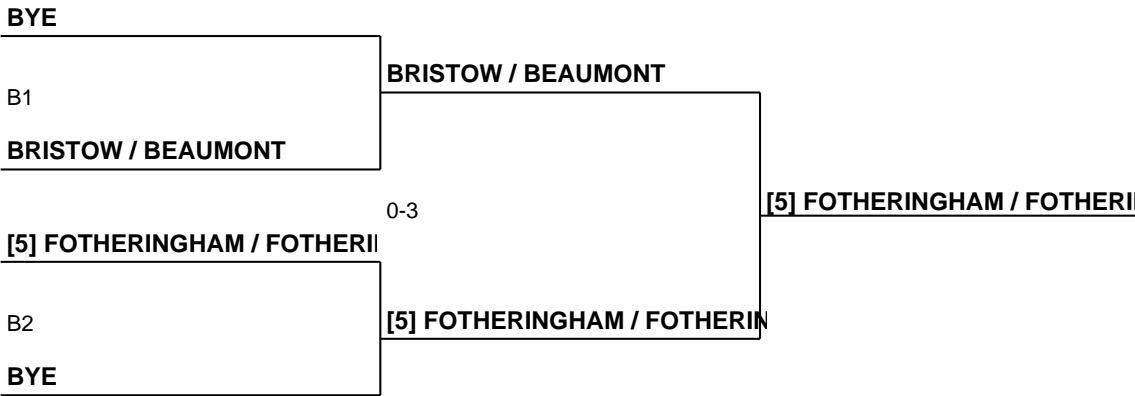 BYE
B1
BRISTOW / BEAUMONT
[5] FOTHERINGHAM / FOTHERI
B2
BYE
BRISTOW / BEAUMONT
0-3
[5] FOTHERINGHAM / FOTHERIN
[5] FOTHERINGHAM / FOTHERI